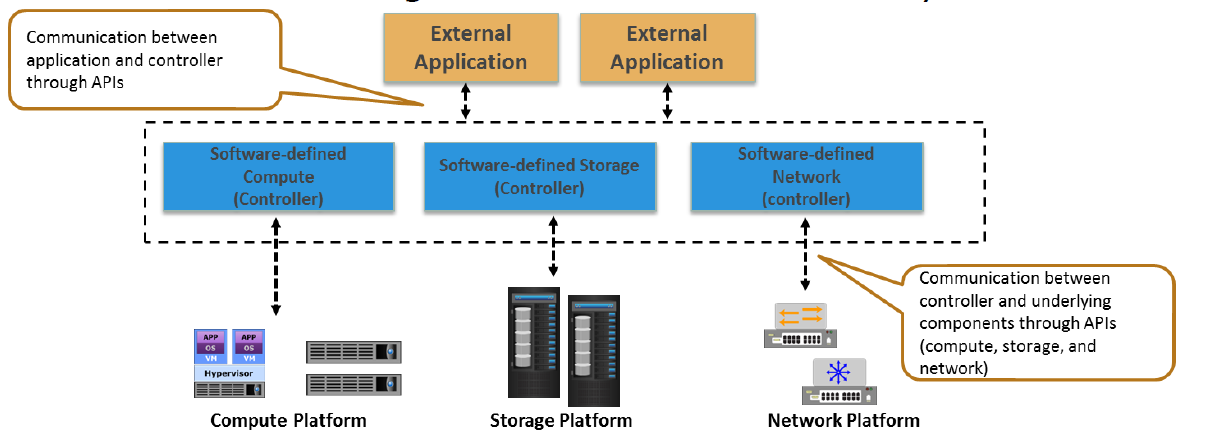 Communication between
application and controller
through APIs
External
Application
External
Application
Software-defined
Compute
(Controller)
Software-defined Storage
(Controller)
Software-defined
Network
(controller)
Communication between
controller and underlying
components through APIs
(compute, storage, and
network)
APP
OS
VM
APP
OS
VM
Hypervisor
Compute Platform
Storage Platform
Network Platform